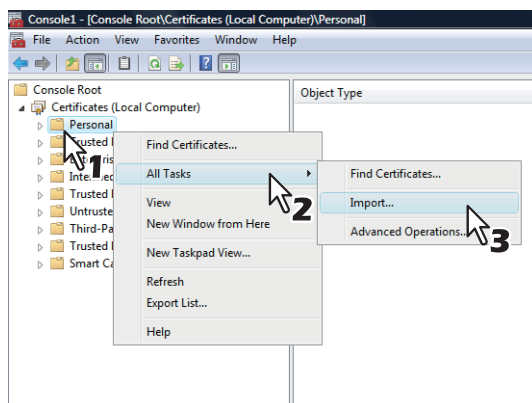 Console1 - [Console Root\Certificates (Local Computer)\Personal]
File Action View Favorites Window Help
Console Root
Object Type
Certificates (Local Computer)
Personal
1
Trusted
Find Certificates...
All Tasks
2
View
New Window from Here
New Taskpad View...
Refresh
Export List...
Help
Find Certificates...
Import...
3
Advanced Operations...
Trusted
Untruste
Third-Pa
Trusted
Smart Ca